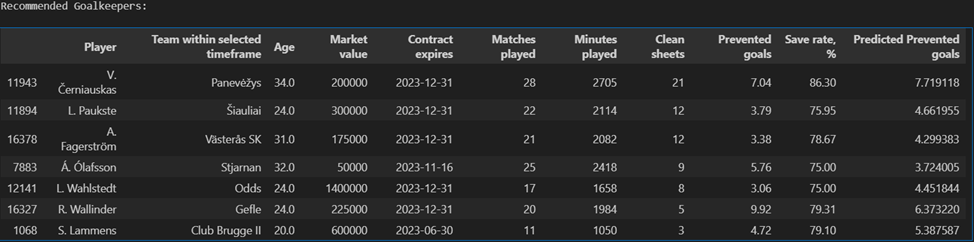 Recommended Goalkeepers:
Player Team within selected timeframe Age Market value Contract expires Matches played Minutes played Clean sheets Prevented goals Save rate, % Predicted Prevented goals
11943 V. Černiauskas Panevėžys 34.0 200000 2023-12-31 28 2705 21 7.04 86.30 7.719118
11894 L. Paukste Šiauliai 24.0 300000 2023-12-31 22 2114 12 3.79 75.95 4.661955
16378 A. Fagerström Västerås SK 31.0 175000 2023-12-31 21 2082 12 3.38 78.67 4.299383
7883 Á. Ólafsson Stjarnan 32.0 50000 2023-11-16 25 2418 9 5.76 75.00 3.724005
12141 L. Wahlstedt Odds 24.0 1400000 2023-12-31 17 1658 8 3.06 75.00 4.451844
16327 R. Wallinder Gefle 24.0 225000 2023-12-31 20 1984 5 9.92 79.31 6.373220
1068 S. Lammens Club Brugge II 20.0 600000 2023-06-30 11 1050 3 4.72 79.10 5.387587